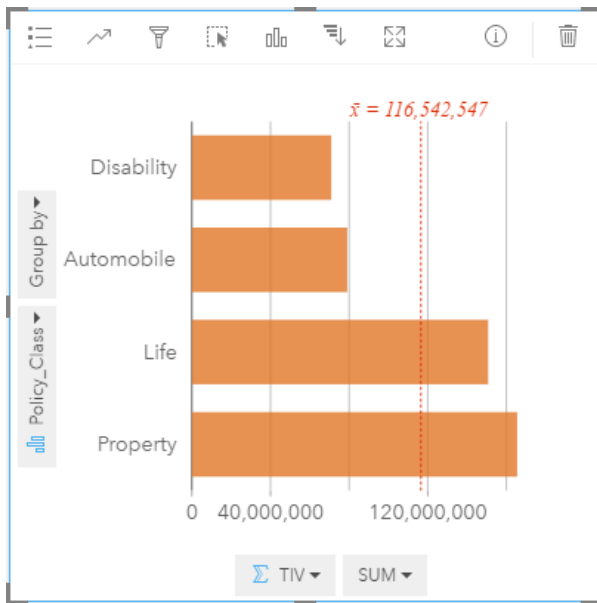 x̄ = 116,542,547
Disability
Automobile
Life
Property
Group by
Policy_Class
0 40,000,000 120,000,000
Σ TIV SUM